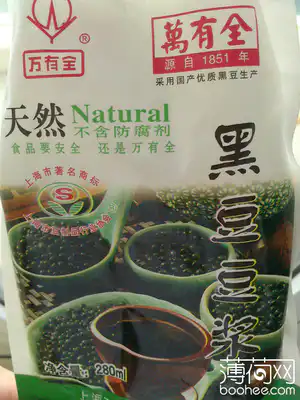 万有全
萬有全
源自1851年
采用国产优质黑豆生产
天然 Natural
不含防腐剂
食品要安全 还是万有全
上海市著名商标
黑豆豆浆
净含量: 280ml
薄荷网
boohee.com